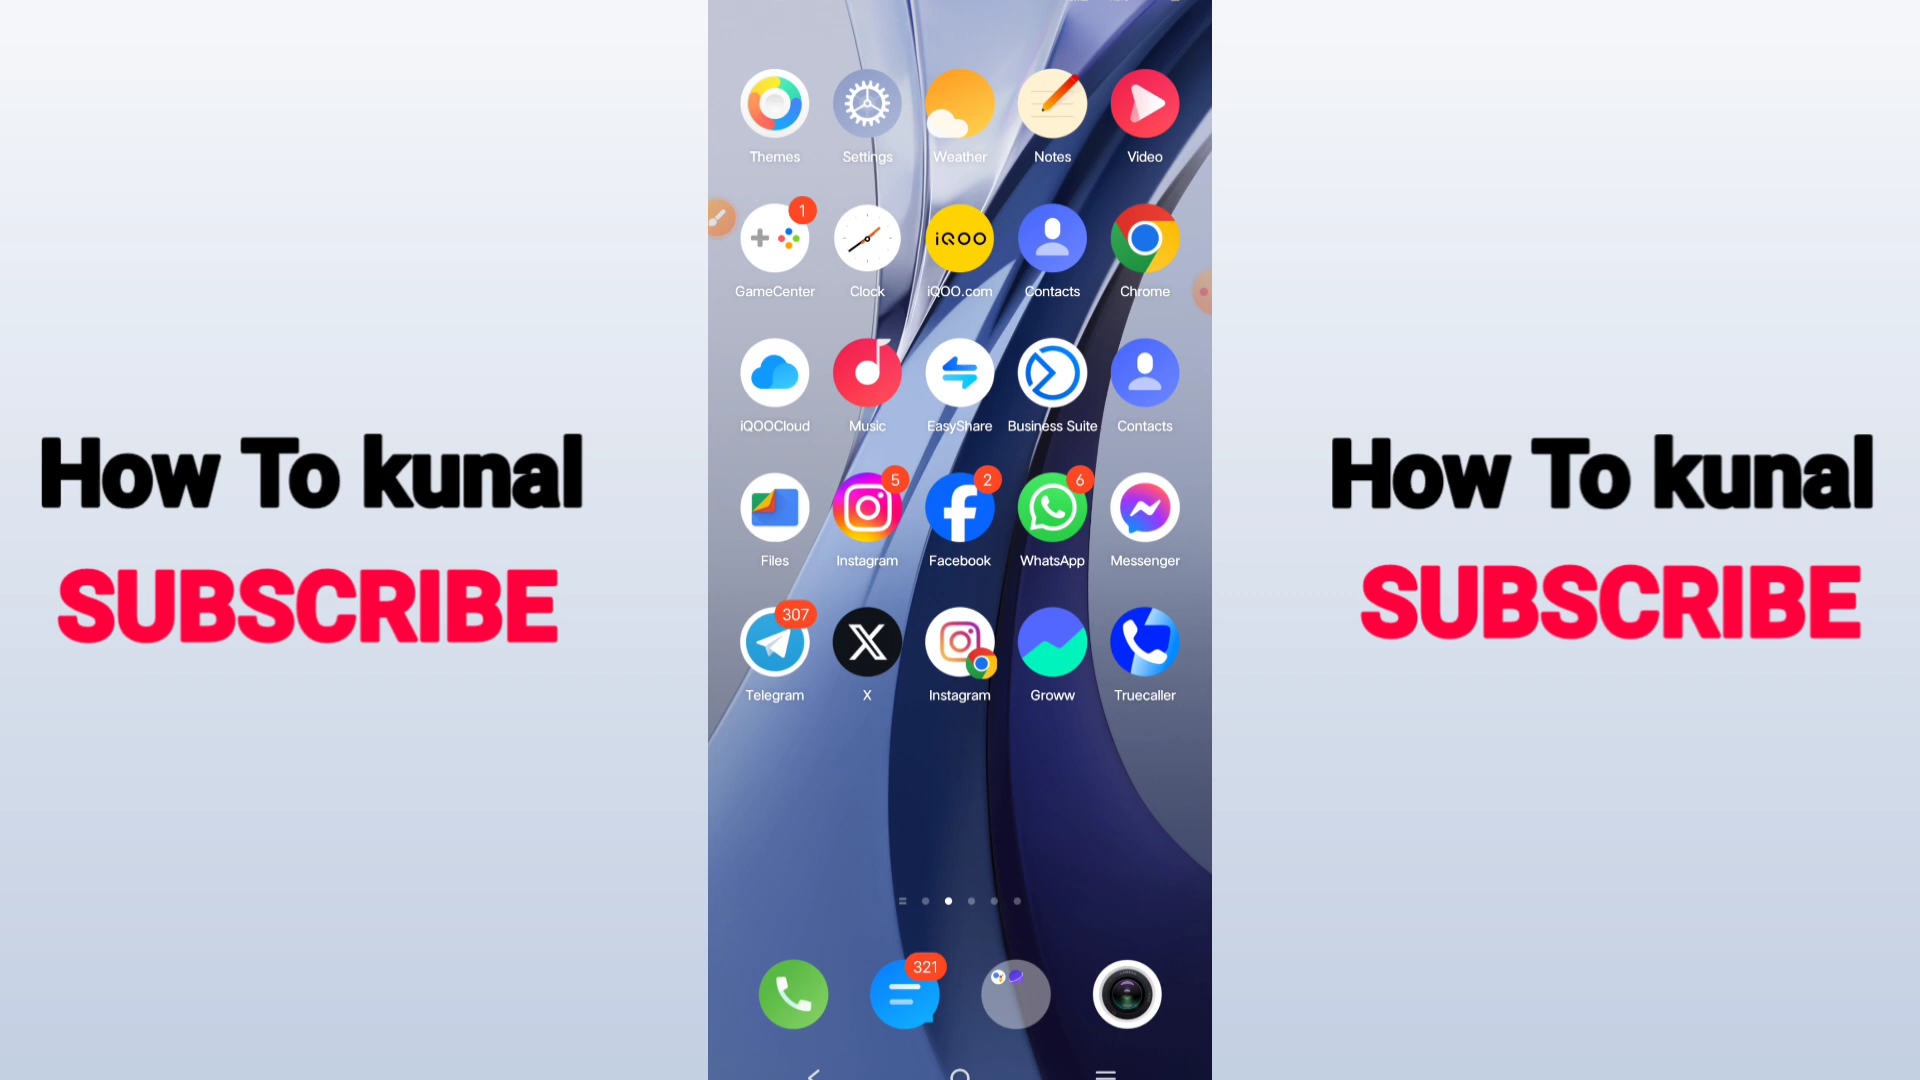 How To kunal
SUBSCRIBE
Themes Settings Weather Notes Video
1
iQOO
GameCenter Clock iQOO.com Contacts Chrome
iQOOCloud Music EasyShare Business Suite Contacts
5 2 6
Files Instagram Facebook WhatsApp Messenger
307
Telegram X Instagram Groww Truecaller
321
How To kunal
SUBSCRIBE